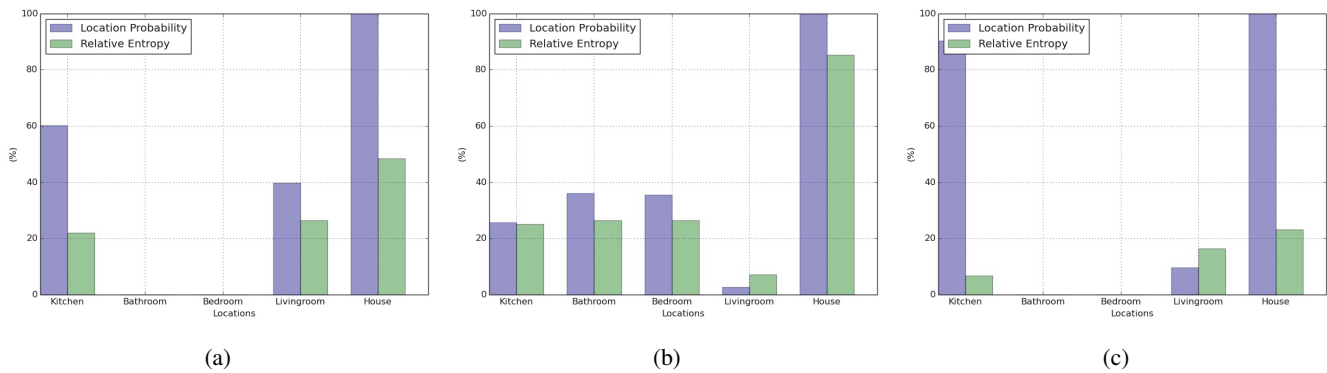 100
80
60
40
20
0
(%)
Location Probability
Relative Entropy
Kitchen Bathroom Bedroom Livingroom House
Locations
(a)
100
80
60
40
20
0
(%)
Location Probability
Relative Entropy
Kitchen Bathroom Bedroom Livingroom House
Locations
(b)
100
80
60
40
20
0
(%)
Location Probability
Relative Entropy
Kitchen Bathroom Bedroom Livingroom House
Locations
(c)